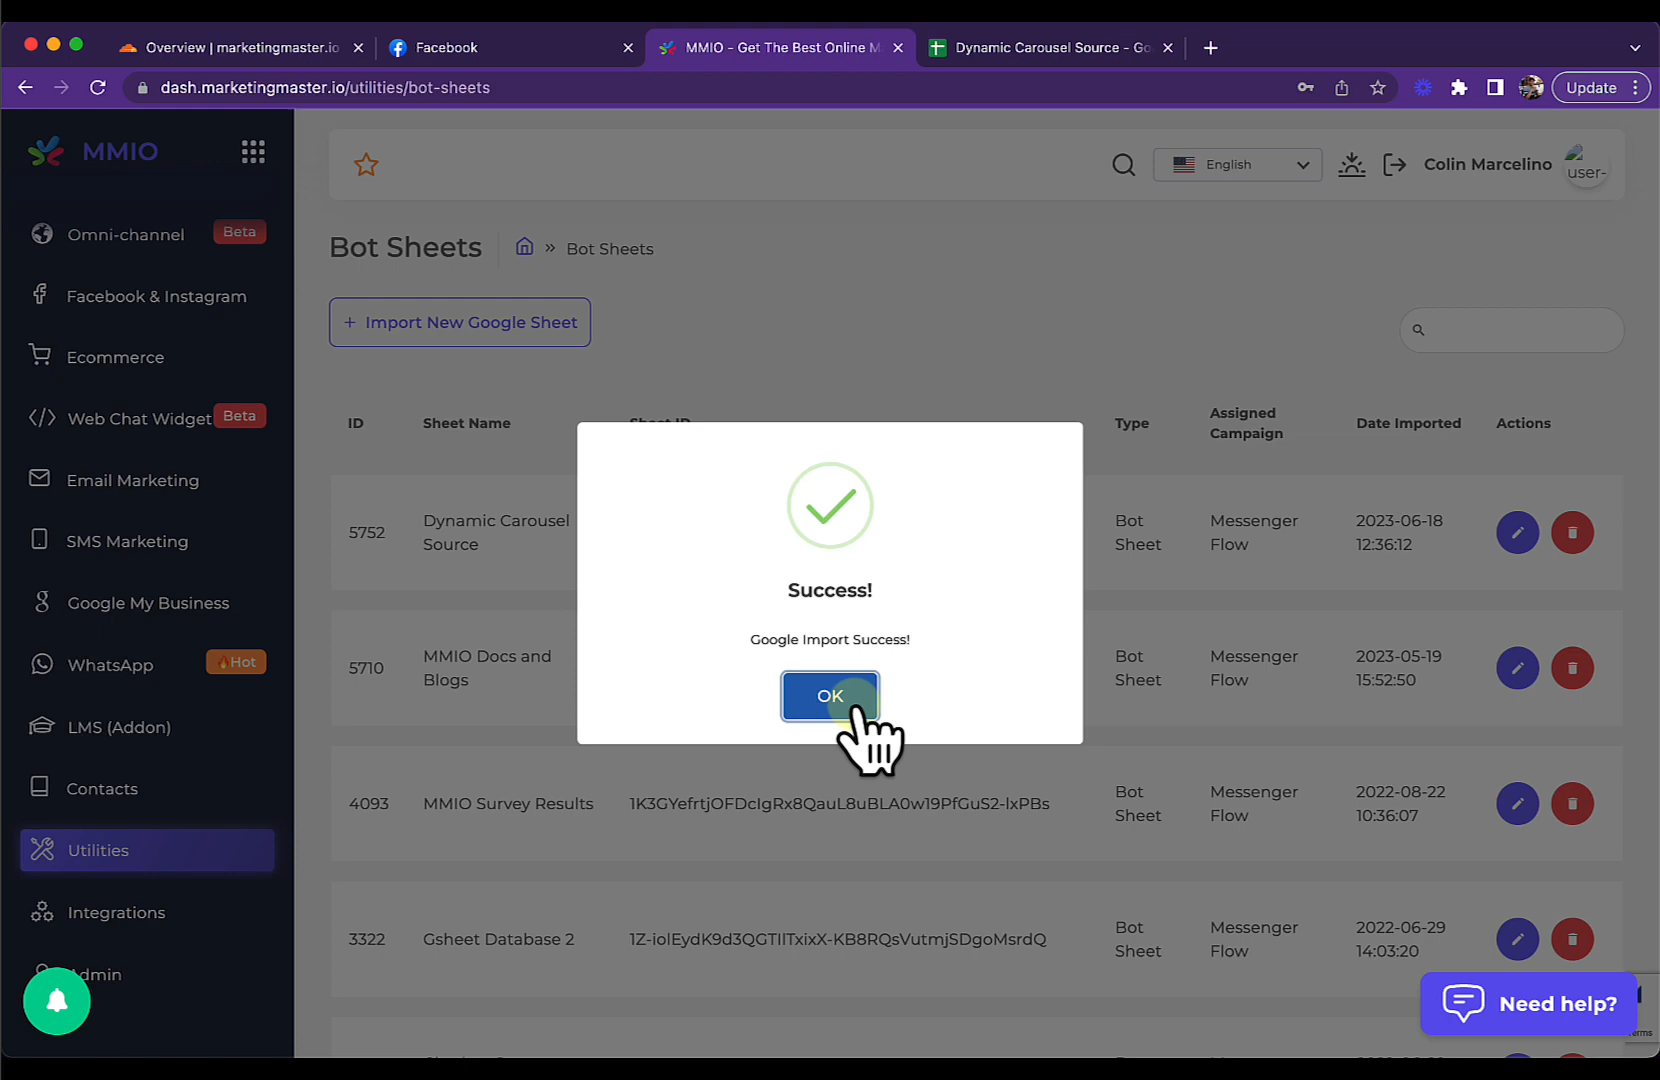 Overview | marketingmaster.io
Facebook
MMIO - Get The Best Online M
Dynamic Carousel Source - Go
dash.marketingmaster.io/utilities/bot-sheets
Update
MMIO
English
Colin Marcelino
user-
Omni-channel
Beta
Facebook & Instagram
Ecommerce
Web Chat Widget
Beta
Email Marketing
SMS Marketing
Google My Business
WhatsApp
Hot
LMS (Addon)
Contacts
Utilities
Integrations
Admin
Bot Sheets
» Bot Sheets
+ Import New Google Sheet
ID
Sheet Name
Sheet ID
Type
Assigned
Campaign
Date Imported
Actions
5752
Dynamic Carousel
Source
Bot
Sheet
Messenger
Flow
2023-06-18
12:36:12
5710
MMIO Docs and
Blogs
Bot
Sheet
Messenger
Flow
2023-05-19
15:52:50
4093
MMIO Survey Results
1K3GYefrtjOFDcIgRx8QauL8uBLA0w19PfGuS2-lxPBs
Bot
Sheet
Messenger
Flow
2022-08-22
10:36:07
3322
Gsheet Database 2
1Z-iolEydK9d3QGTIlTxixX-KB8RQsVutmjSDgoMsrdQ
Bot
Sheet
Messenger
Flow
2022-06-29
14:03:20
Success!
Google Import Success!
OK
Need help?